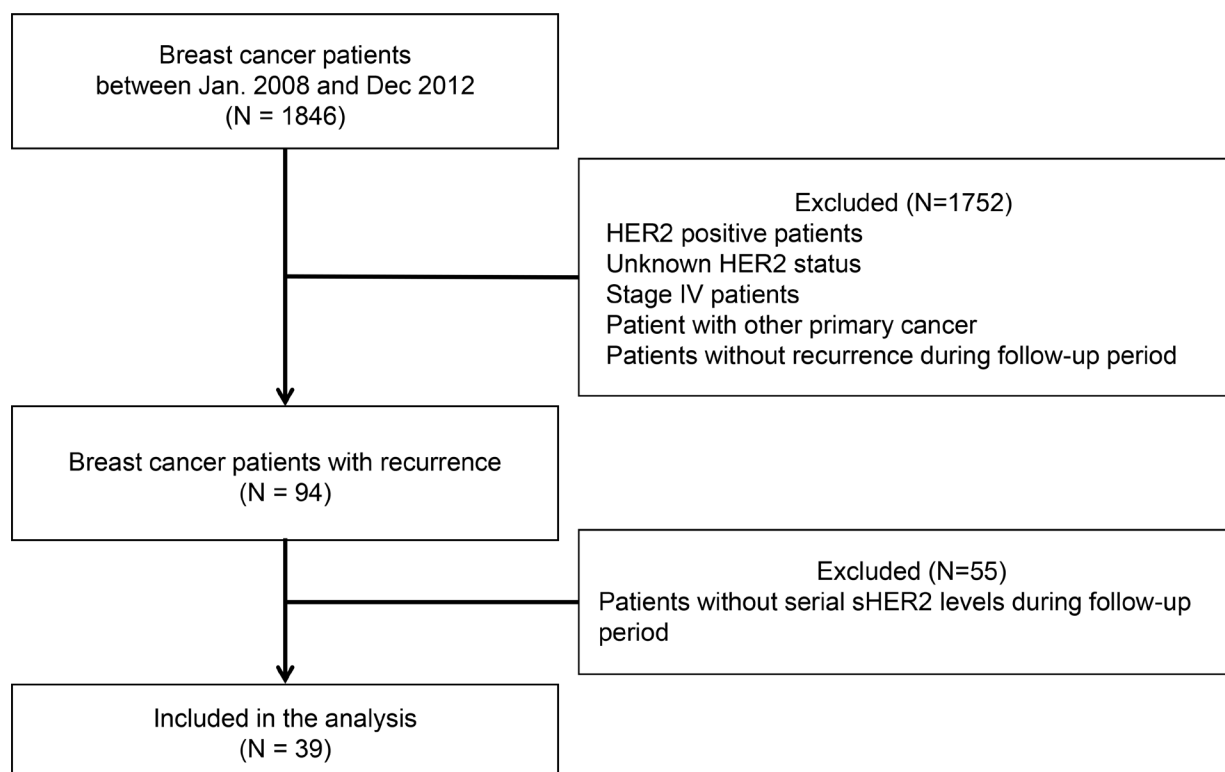 Breast cancer patients
between Jan. 2008 and Dec 2012
(N = 1846)
Excluded (N=1752)
HER2 positive patients
Unknown HER2 status
Stage IV patients
Patient with other primary cancer
Patients without recurrence during follow-up period
Breast cancer patients with recurrence
(N = 94)
Excluded (N=55)
Patients without serial sHER2 levels during follow-up
period
Included in the analysis
(N = 39)